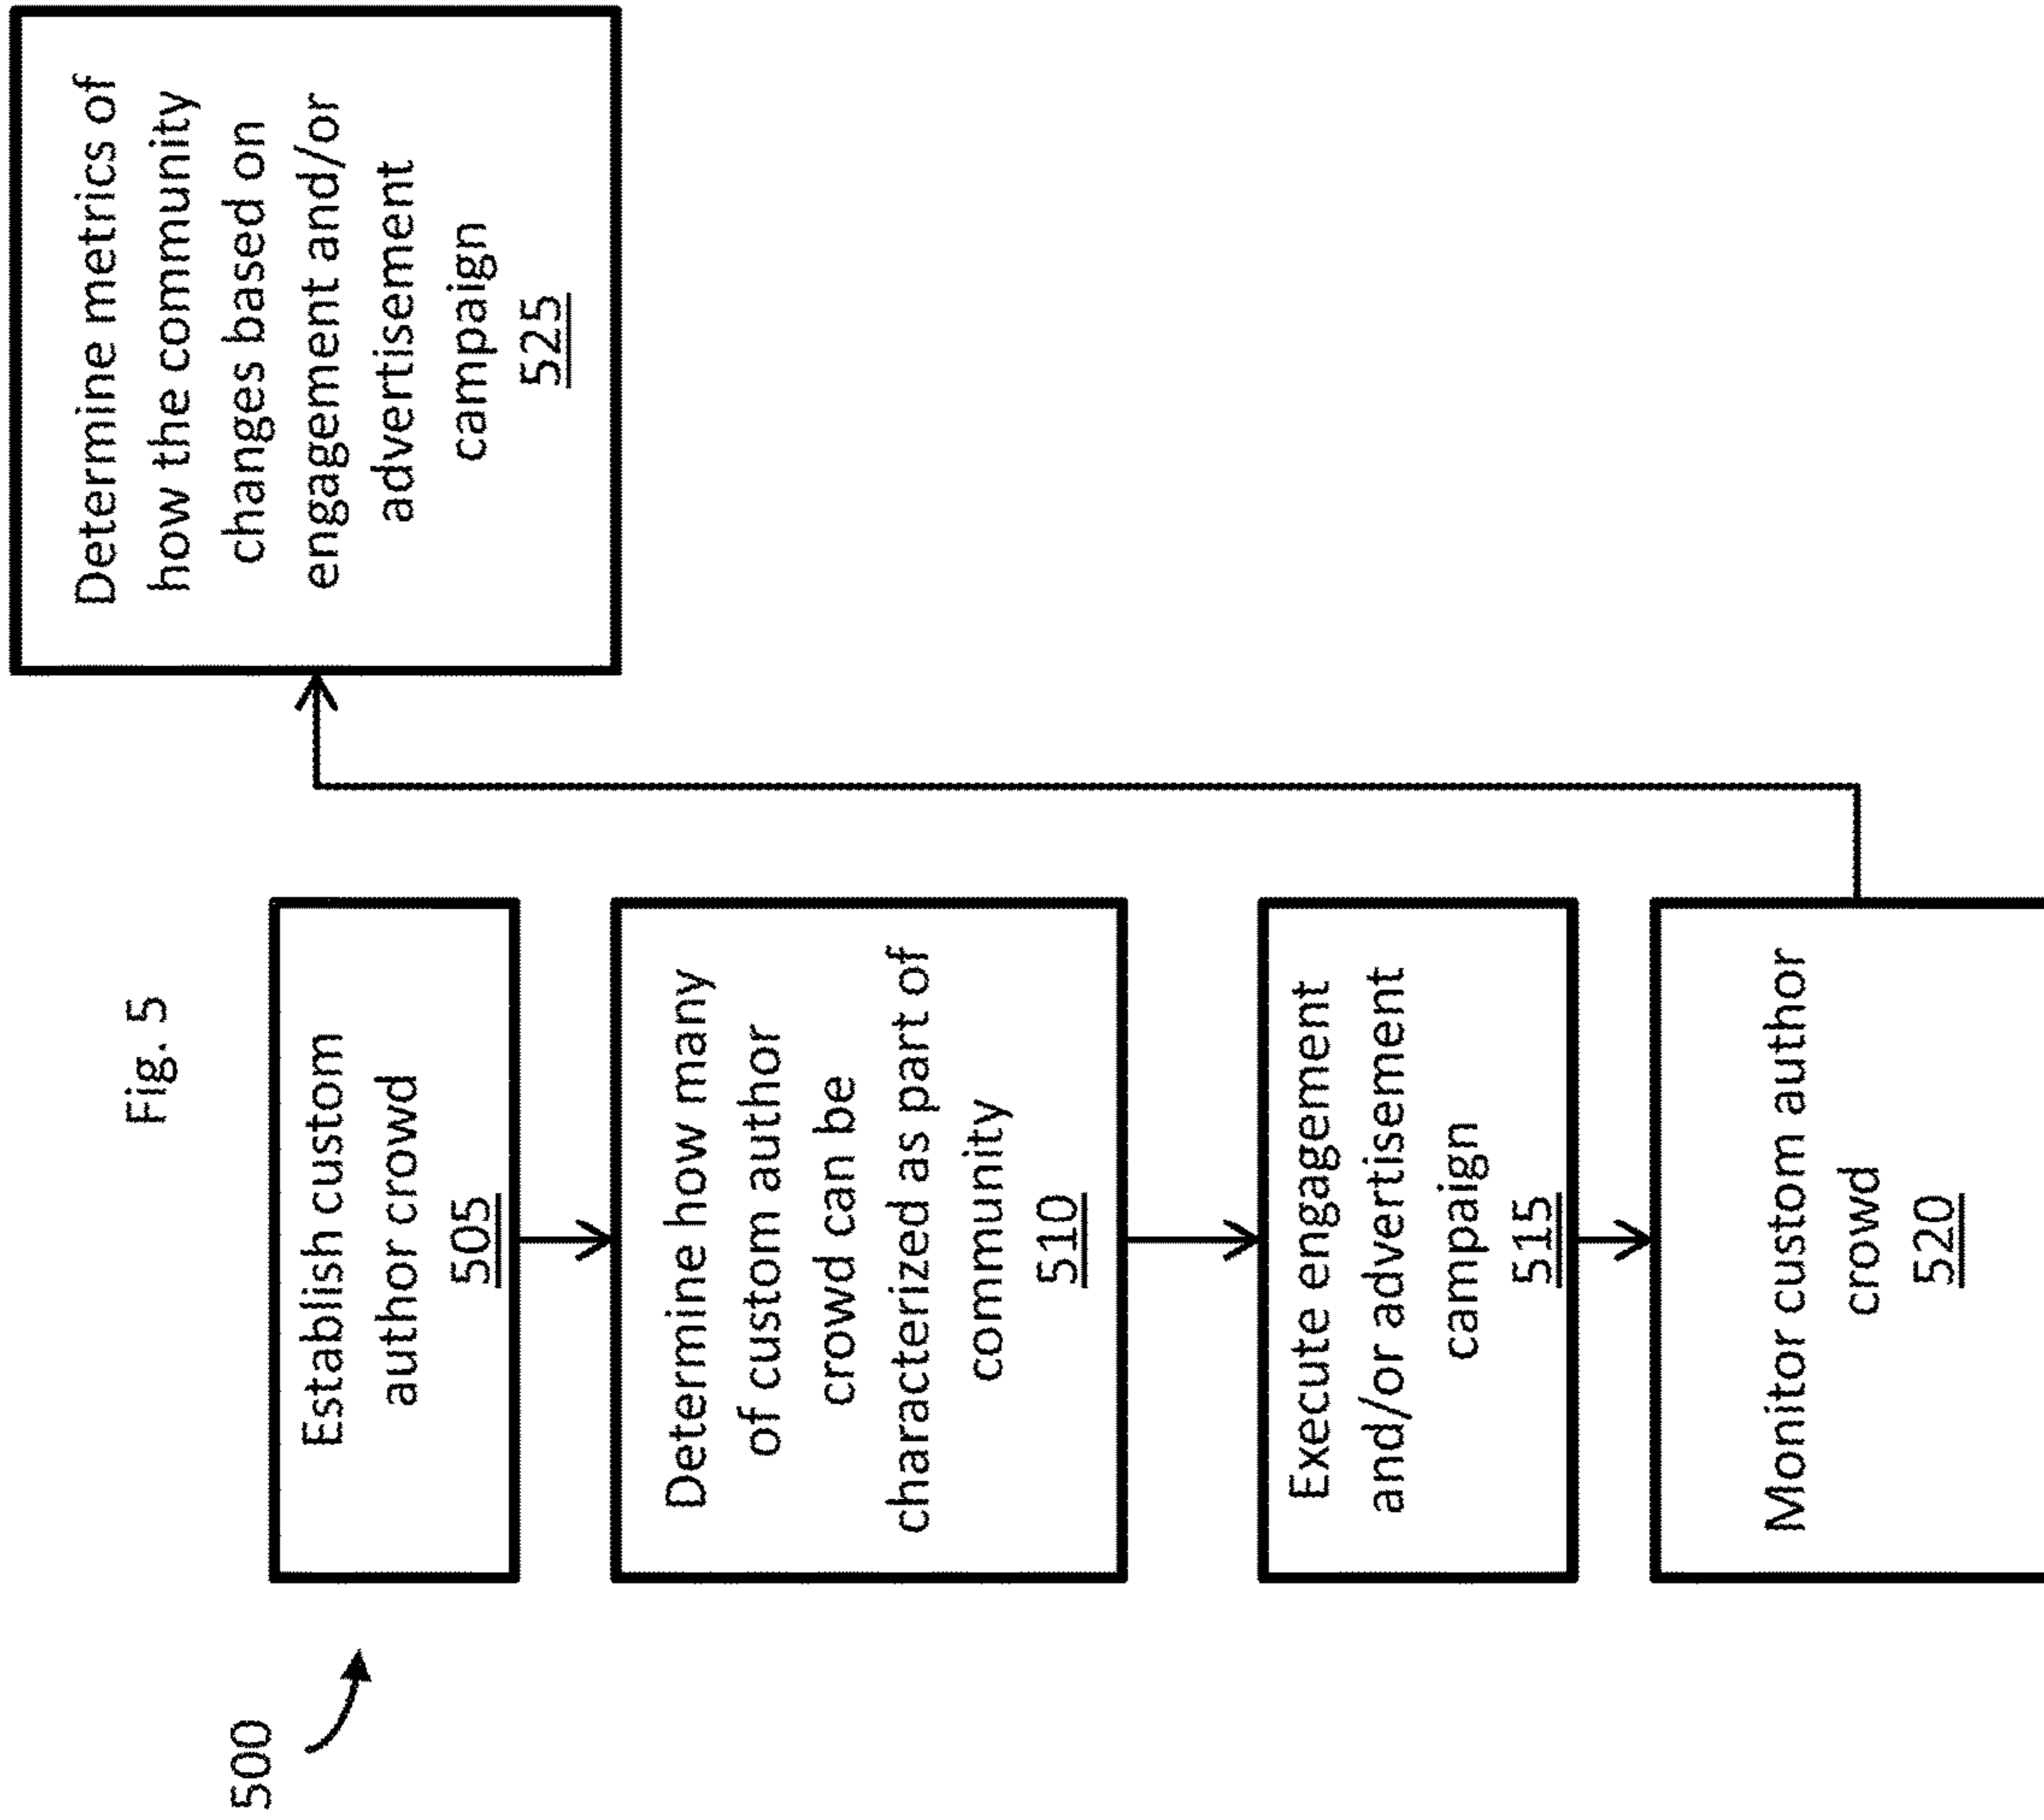 Fig. 5
500
Establish custom
author crowd
505
Determine how many
of custom author
crowd can be
characterized as part of
community
510
Execute engagement
and/or advertisement
campaign
515
Monitor custom author
crowd
520
Determine metrics of
how the community
changes based on
engagement and/or
advertisement
campaign
525